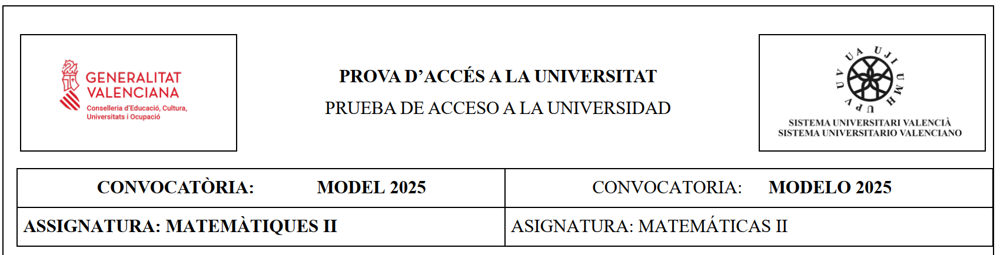 GENERALITAT
VALENCIANA
Conselleria d'Educació, Cultura,
Universitats i Ocupació
PROVA D’ACCÉS A LA UNIVERSITAT
PRUEBA DE ACCESO A LA UNIVERSIDAD
UV UA UJI UMH UPV
SISTEMA UNIVERSITARI VALENCIÀ
SISTEMA UNIVERSITARIO VALENCIANO
CONVOCATÒRIA: MODEL 2025
CONVOCATORIA: MODELO 2025
ASSIGNATURA: MATEMÀTIQUES II
ASIGNATURA: MATEMÁTICAS II